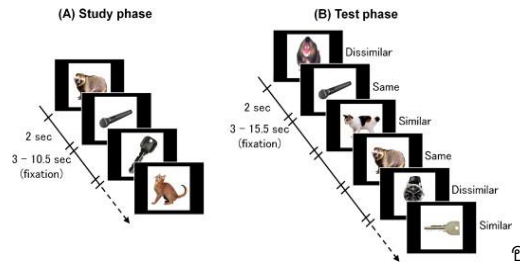 (A) Study phase
2 sec
3 - 10.5 sec
(fixation)
(B) Test phase
Dissimilar
Same
Similar
Same
Dissimilar
Similar
2 sec
3 - 15.5 sec
(fixation)